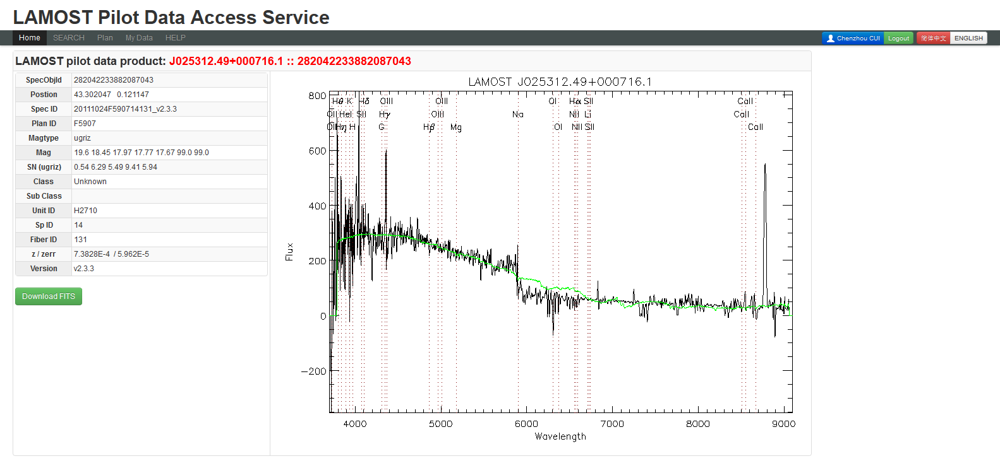 LAMOST Pilot Data Access Service
Home SEARCH Plan My Data HELP Chenzhou CUI Logout 简体中文 ENGLISH
LAMOST pilot data product: J025312.49+000716.1 :: 282042233882087043
SpecObjId 282042233882087043
Postion 43.302047 0.121147
Spec ID 20111024F590714131_v2.3.3
Plan ID F5907
Magtype ugriz
Mag 19.6 18.45 17.97 17.77 17.67 99.0 99.0
SN (ugriz) 0.54 6.29 5.49 9.41 5.94
Class Unknown
Sub Class
Unit ID H2710
Sp ID 14
Fiber ID 131
z / zerr 7.3828E-4 / 5.962E-5
Version v2.3.3
Download FITS
LAMOST J025312.49+000716.1
Hθ K Hδ OIII OIII OI Hα SII CaII
OII HeI SII Hγ OIII Na NII Li CaII
OII Hη H G Hβ Mg OI NII SII CaII
800
600
400
200
0
−200
Flux
4000 5000 6000 7000 8000 9000
Wavelength